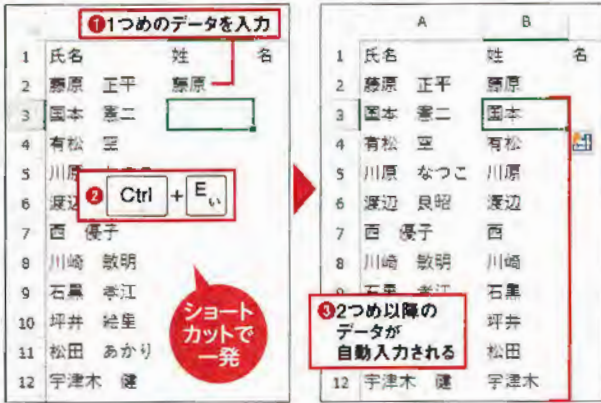 ❶1つめのデータを入力
1 氏名 姓 名
2 藤原 正平 藤原
3 国本 憲二
4 有松 空
5 川原
6 渡辺
7 西 優子
8 川崎 敏明
9 石黒 孝江
10 坪井 絵里
11 松田 あかり
12 宇津木 健
❷ Ctrl + E い
ショート
カットで
一発
A B
1 氏名 姓 名
2 藤原 正平 藤原
3 国本 憲二 国本
4 有松 空 有松
5 川原 なつこ 川原
6 渡辺 良昭 渡辺
7 西 優子 西
8 川崎 敏明 川崎
9 石黒 孝江 石黒
坪井
松田
12 宇津木 健 宇津木
❸2つめ以降の
データが
自動入力される